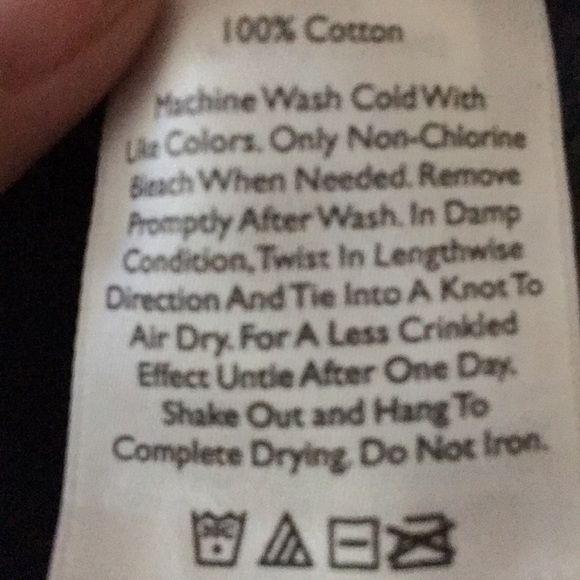 100% Cotton
Machine Wash Cold With
Like Colors. Only Non-Chlorine
Bleach When Needed. Remove
Promptly After Wash. In Damp
Condition, Twist In Lengthwise
Direction And Tie Into A Knot To
Air Dry. For A Less Crinkled
Effect Untie After One Day.
Shake Out and Hang To
Complete Drying. Do Not Iron.